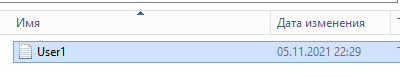 Имя Дата изменения Т
User1 05.11.2021 22:29 Т